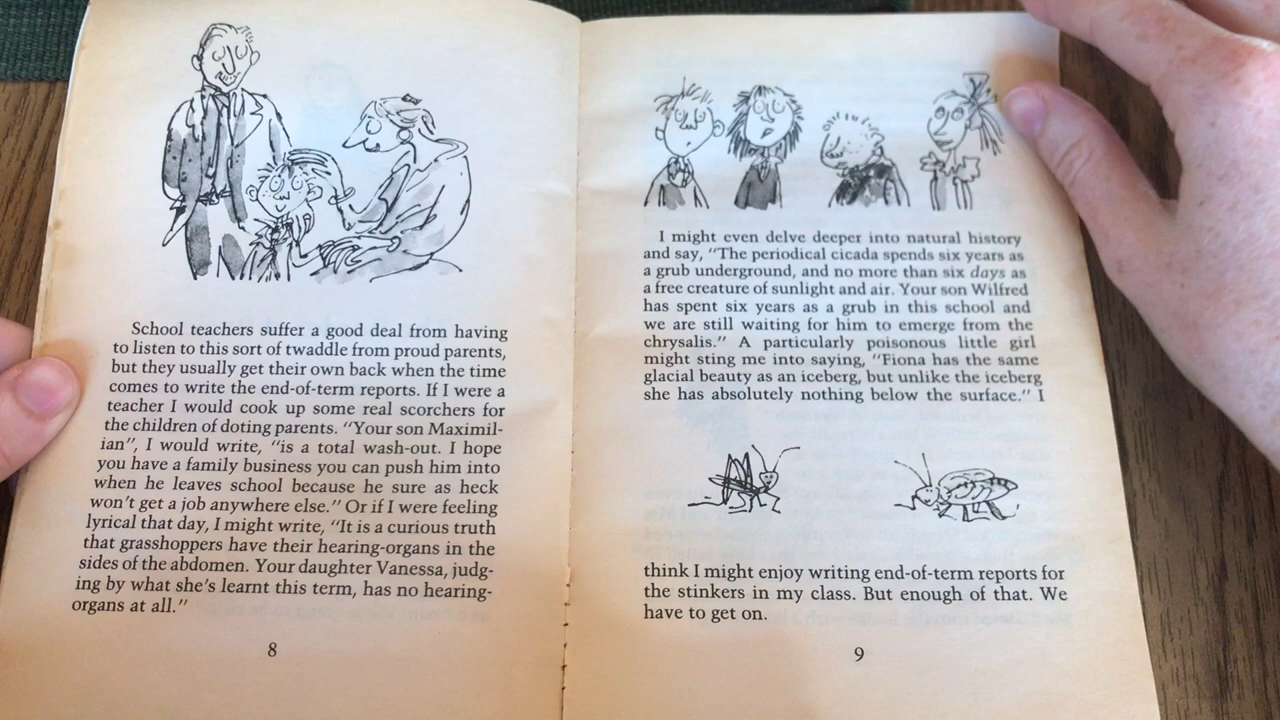 School teachers suffer a good deal from having
to listen to this sort of twaddle from proud parents,
but they usually get their own back when the time
comes to write the end-of-term reports. If I were a
teacher I would cook up some real scorchers for
the children of doting parents. "Your son Maximil-
ian", I would write, "is a total wash-out. I hope
you have a family business you can push him into
when he leaves school because he sure as heck
won't get a job anywhere else." Or if I were feeling
lyrical that day, I might write, "It is a curious truth
that grasshoppers have their hearing-organs in the
sides of the abdomen. Your daughter Vanessa, judg-
ing by what she's learnt this term, has no hearing-
organs at all."
8
I might even delve deeper into natural history
and say, "The periodical cicada spends six years as
a grub underground, and no more than six days as
a free creature of sunlight and air. Your son Wilfred
has spent six years as a grub in this school and
we are still waiting for him to emerge from the
chrysalis." A particularly poisonous little girl
might sting me into saying, "Fiona has the same
glacial beauty as an iceberg, but unlike the iceberg
she has absolutely nothing below the surface." I
think I might enjoy writing end-of-term reports for
the stinkers in my class. But enough of that. We
have to get on.
9